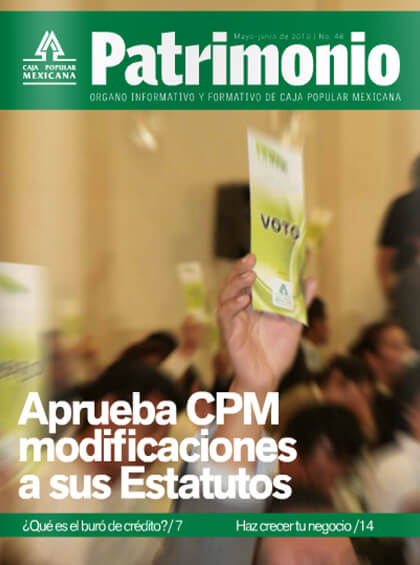 Mayo-junio de 2010 | No. 46
CAJA POPULAR
MEXICANA
Patrimonio
ORGANO INFORMATIVO Y FORMATIVO DE CAJA POPULAR MEXICANA
VOTO
Aprueba CPM
modificaciones
a sus Estatutos
¿Qué es el buró de crédito?/ 7
Haz crecer tu negocio /14